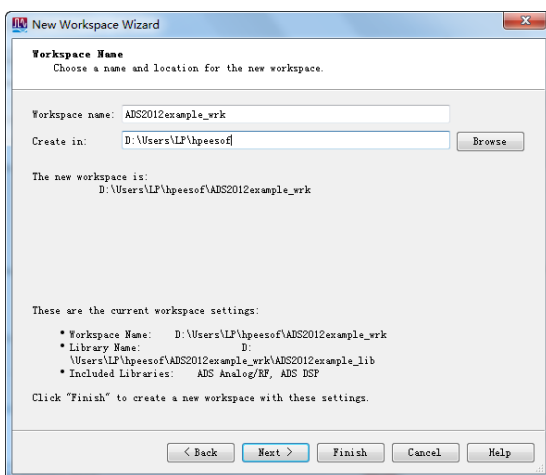 New Workspace Wizard
Workspace Name
Choose a name and location for the new workspace.
Workspace name: ADS2012example_wrk
Create in: D:\Users\LP\hpeesof
Browse
The new workspace is:
D:\Users\LP\hpeesof\ADS2012example_wrk
These are the current workspace settings:
* Workspace Name: D:\Users\LP\hpeesof\ADS2012example_wrk
* Library Name: D:
\Users\LP\hpeesof\ADS2012example_wrk\ADS2012example_lib
* Included Libraries: ADS Analog/RF, ADS DSP
Click "Finish" to create a new workspace with these settings.
< Back Next > Finish Cancel Help